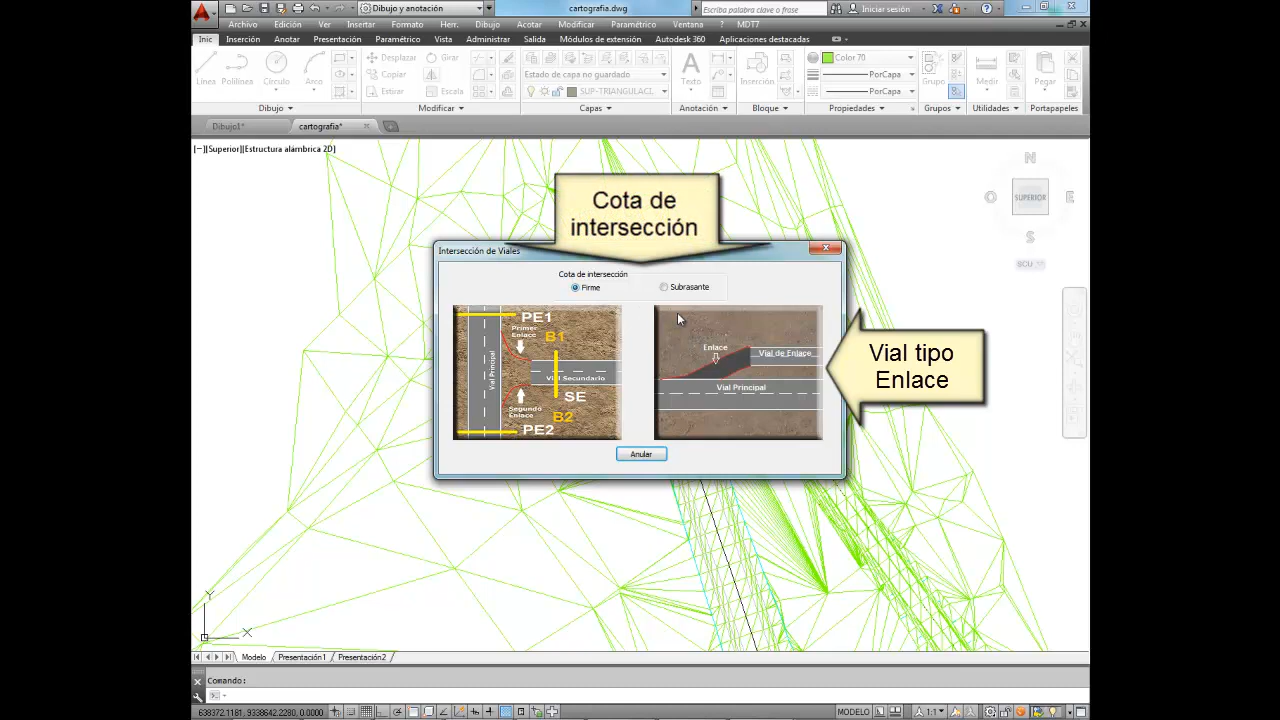 Dibujo y anotación
cartografia.dwg
Escriba palabra clave o frase
Iniciar sesión
Archivo Edición Ver Insertar Formato Herr. Dibujo Acotar Modificar Paramétrico Ventana MDT7
Inic Inserción Anotar Presentación Paramétrico Vista Administrar Salida Módulos de extensión Autodesk 360 Aplicaciones destacadas
Línea Polilínea Círculo Arco
Desplazar Girar
Copiar
Estirar Escala
Estado de capa no guardado
SUP-TRIANGULACI.
Texto
Inserción
Color 70
PorCapa
PorCapa
Grupo
Medir
Pegar
Dibujo Modificar Capas Anotación Bloque Propiedades Grupos Utilidades Portapapeles
Dibujo1* cartografia*
[−][Superior][Estructura alámbrica 2D]
N
O SUPERIOR E
S
SCU
Cota de
intersección
Intersección de Viales
Cota de intersección
Firme Subrasante
PE1
Primer
Enlace
B1
Vial Principal
Vial Secundario
SE
Segundo
Enlace
B2
PE2
Enlace
Vial de Enlace
Vial Principal
Anular
Vial tipo
Enlace
Y
X
Modelo Presentación1 Presentación2
Comando:
638372.1181, 9338642.2280, 0.0000
MODELO
1:1